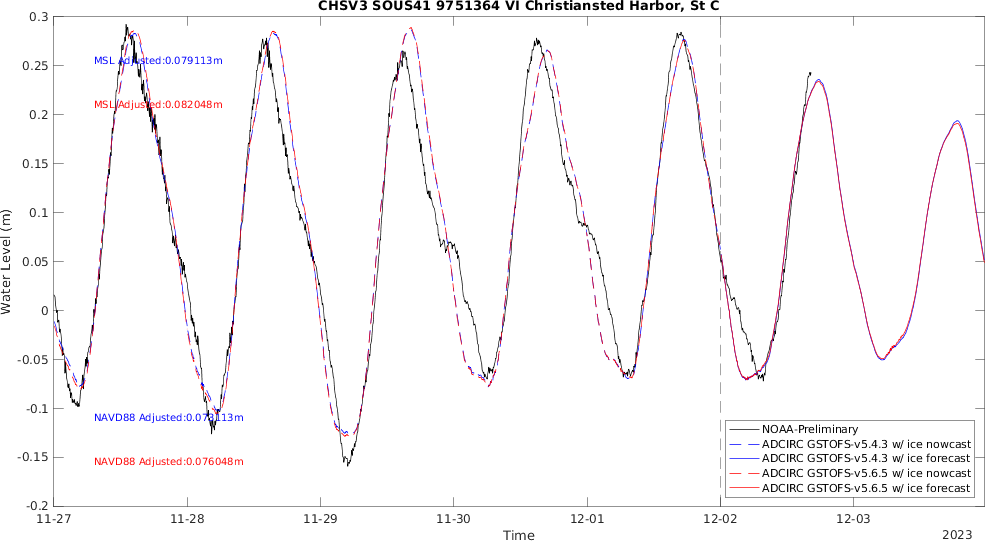 CHSV3 SOUS41 9751364 VI Christiansted Harbor, St C
0.3
0.25
0.2
0.15
0.1
0.05
0
-0.05
-0.1
-0.15
-0.2
Water Level (m)
MSL Adjusted:0.079113m
MSL Adjusted:0.082048m
NAVD88 Adjusted:0.073113m
NAVD88 Adjusted:0.076048m
NOAA-Preliminary
ADCIRC GSTOFS-v5.4.3 w/ ice nowcast
ADCIRC GSTOFS-v5.4.3 w/ ice forecast
ADCIRC GSTOFS-v5.6.5 w/ ice nowcast
ADCIRC GSTOFS-v5.6.5 w/ ice forecast
11-27 11-28 11-29 11-30 12-01 12-02 12-03
Time
2023